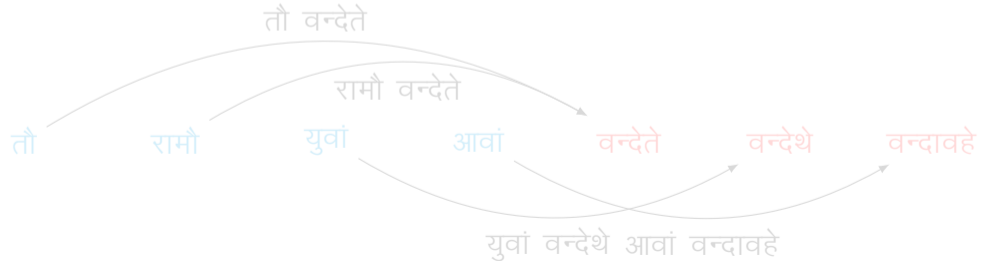 तौ वन्देते
रामौ वन्देते
तौ रामौ युवां आवां वन्देते वन्देथे वन्दावहे
युवां वन्देथे आवां वन्दावहे